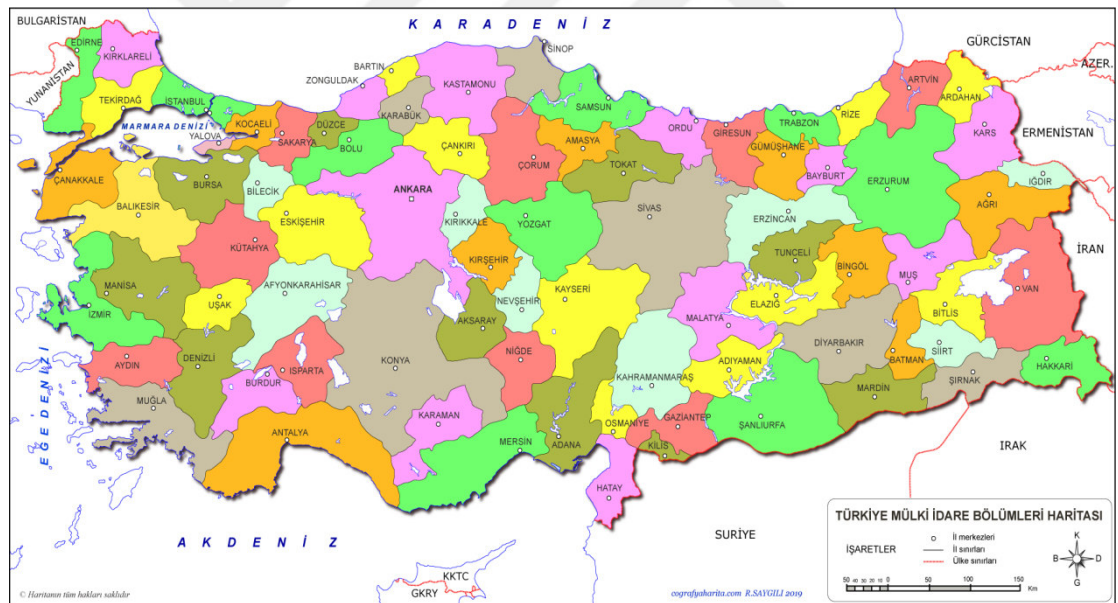 BULGARİSTAN
K A R A D E N İ Z
GÜRCİSTAN
AZER.
YUNANİSTAN
EDİRNE
KIRKLARELİ
TEKİRDAĞ
İSTANBUL
MARMARA DENİZİ
YALOVA
KOCAELİ
SAKARYA
DÜZCE
BOLU
ZONGULDAK
BARTIN
KARABÜK
KASTAMONU
SİNOP
SAMSUN
ÇANKIRI
ÇORUM
AMASYA
TOKAT
ORDU
GİRESUN
TRABZON
GÜMÜŞHANE
RİZE
BAYBURT
ARTVİN
ARDAHAN
KARS
ERMENİSTAN
IĞDIR
AĞRI
ERZURUM
ERZİNCAN
ÇANAKKALE
BALIKESİR
BURSA
BİLECİK
ESKİŞEHİR
KÜTAHYA
ANKARA
KIRIKKALE
YOZGAT
SİVAS
KIRŞEHİR
NEVŞEHİR
KAYSERİ
TUNCELİ
BİNGÖL
ELAZIĞ
MUŞ
BİTLİS
VAN
İRAN
MANİSA
İZMİR
UŞAK
AFYONKARAHİSAR
AKSARAY
NİĞDE
KONYA
MALATYA
ADIYAMAN
KAHRAMANMARAŞ
DİYARBAKIR
BATMAN
SİİRT
ŞIRNAK
HAKKARİ
MARDİN
ŞANLIURFA
AYDIN
DENİZLİ
BURDUR
ISPARTA
MUĞLA
ANTALYA
KARAMAN
MERSİN
ADANA
OSMANİYE
GAZİANTEP
KİLİS
HATAY
E G E D E N İ Z İ
A K D E N İ Z
KKTC
GKRY
SURİYE
IRAK
TÜRKİYE MÜLKİ İDARE BÖLÜMLERİ HARİTASI
İŞARETLER
İl merkezleri
İl sınırları
Ülke sınırları
K
B
D
G
50 40 30 20 10 0 50 100 150
Km
© Haritanın tüm hakları saklıdır
cografyaharita.com R.SAYGILI 2019